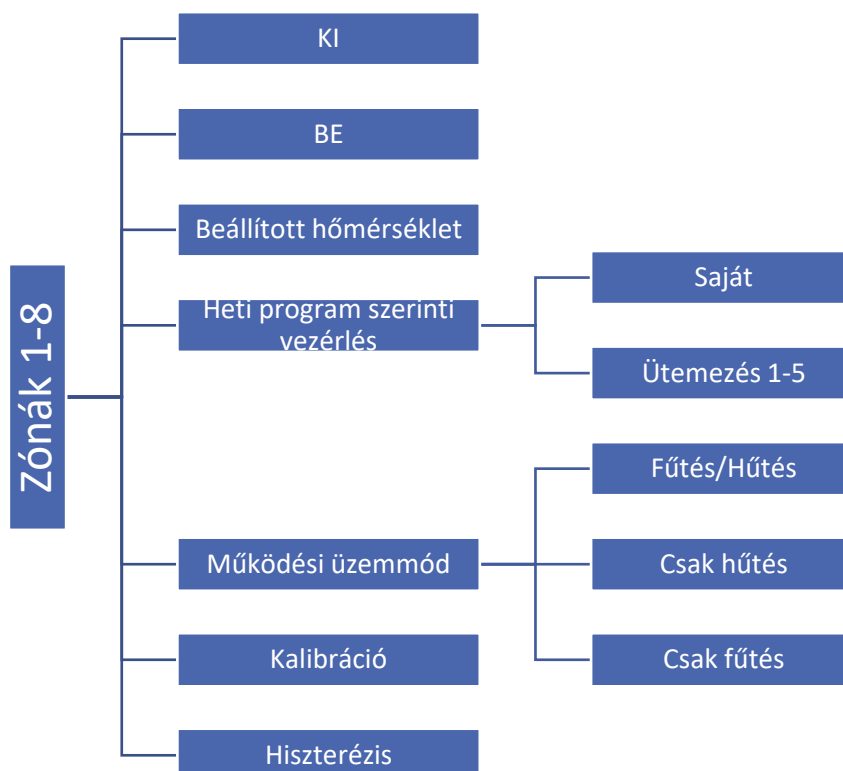 Zónák 1-8
KI
BE
Beállított hőmérséklet
Heti program szerinti
vezérlés
Saját
Ütemezés 1-5
Működési üzemmód
Fűtés/Hűtés
Csak hűtés
Csak fűtés
Kalibráció
Hiszterézis